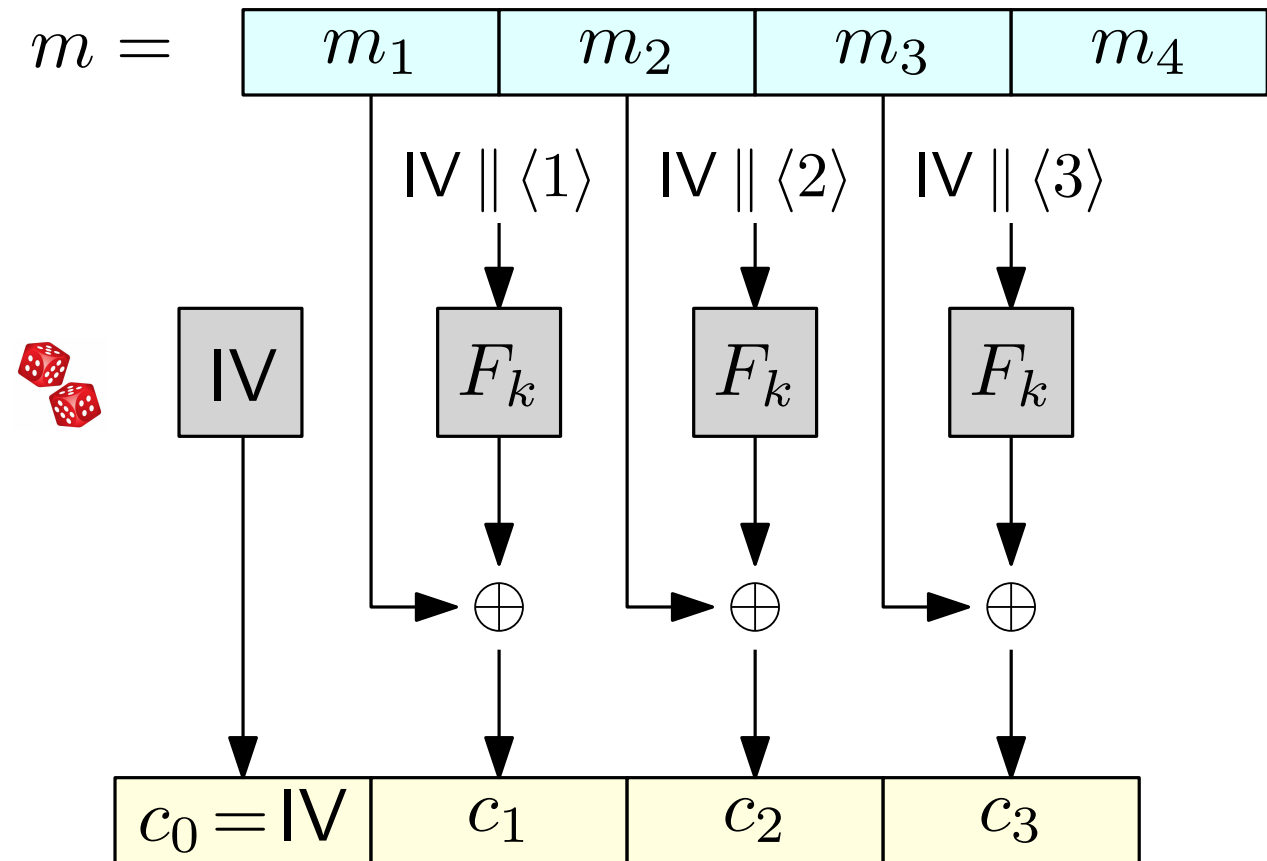 m = m₁ m₂ m₃ m₄
IV ∥ ⟨1⟩ IV ∥ ⟨2⟩ IV ∥ ⟨3⟩
IV Fₖ Fₖ Fₖ
c₀ = IV c₁ c₂ c₃